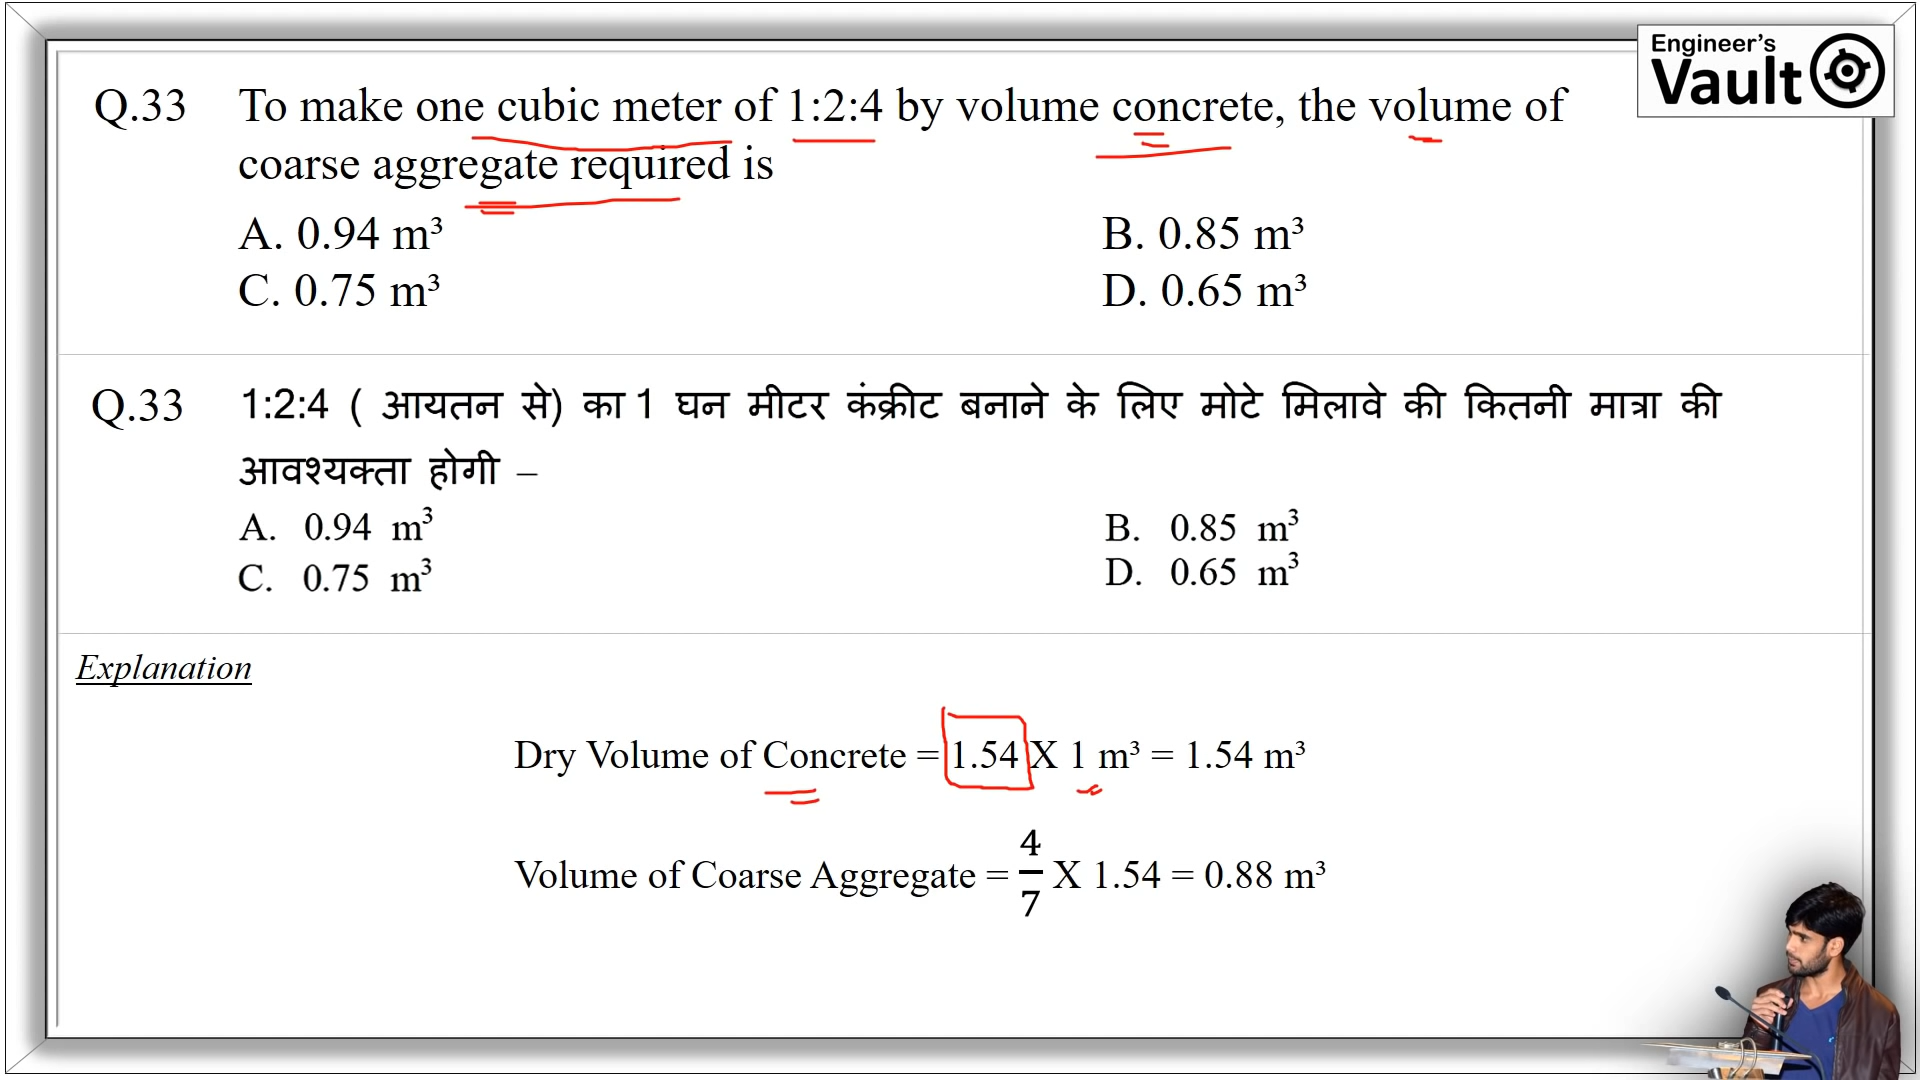 Engineer's
Vault
Q.33 To make one cubic meter of 1:2:4 by volume concrete, the volume of
coarse aggregate required is
A. 0.94 m³ B. 0.85 m³
C. 0.75 m³ D. 0.65 m³
Q.33 1:2:4 ( आयतन से) का 1 घन मीटर कंक्रीट बनाने के लिए मोटे मिलावे की कितनी मात्रा की
आवश्यक्ता होगी –
A. 0.94 m³ B. 0.85 m³
C. 0.75 m³ D. 0.65 m³
Explanation
Dry Volume of Concrete = 1.54 X 1 m³ = 1.54 m³
Volume of Coarse Aggregate = 4/7 X 1.54 = 0.88 m³